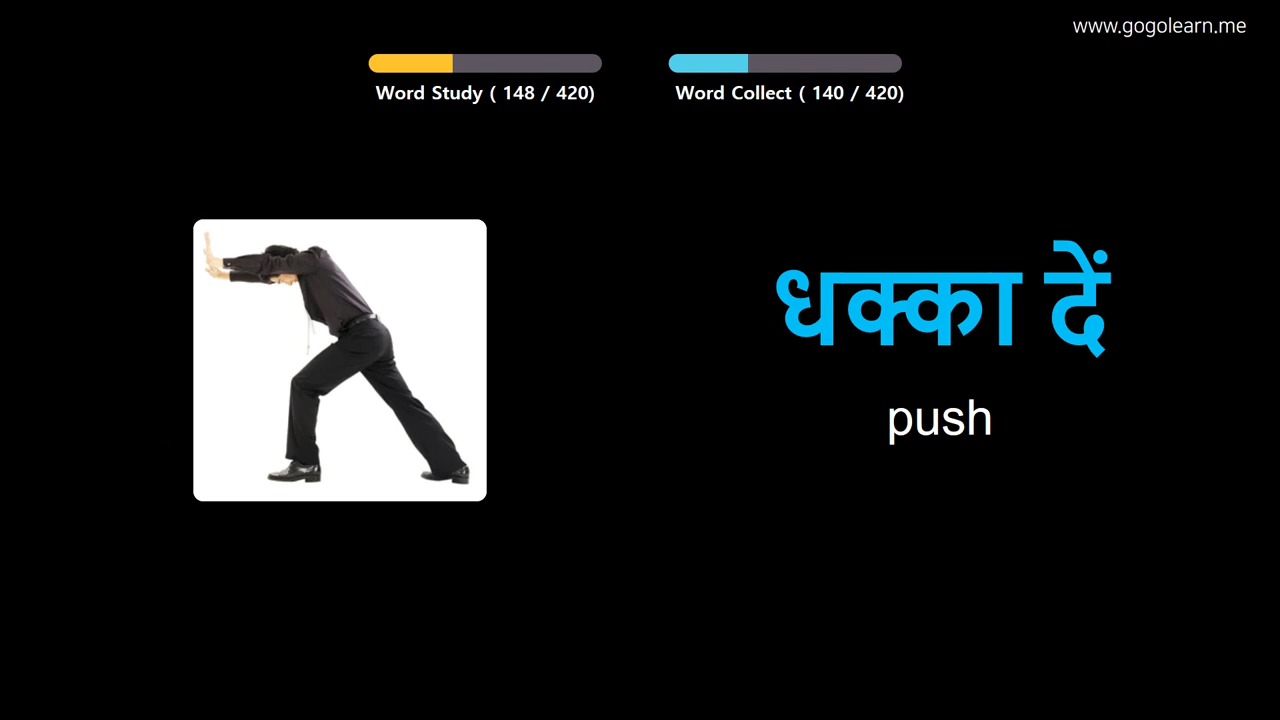 www.gogolearn.me
Word Study ( 148 / 420)
Word Collect ( 140 / 420)
धक्का दें
push